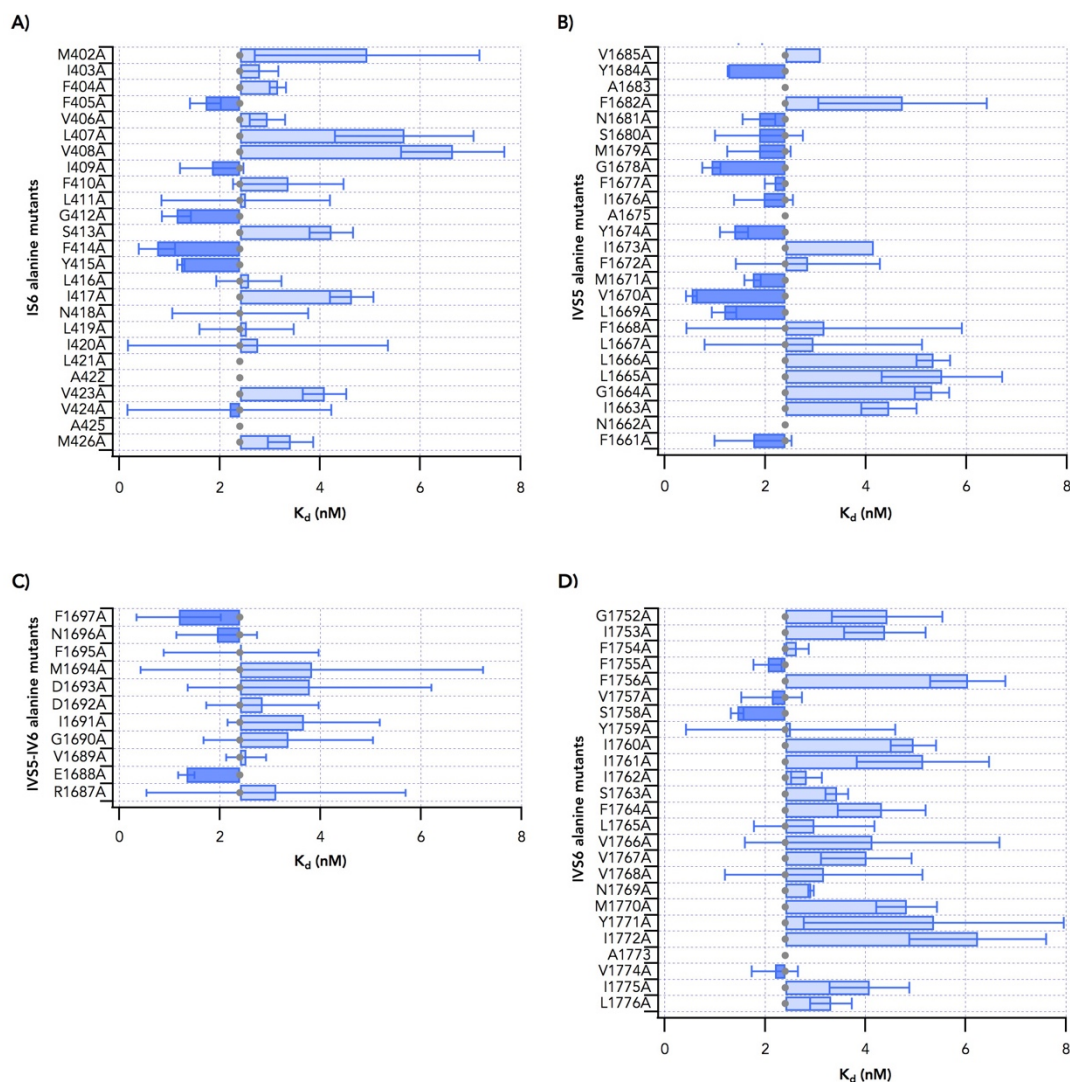 A)
IS6 alanine mutants
M402A
I403A
F404A
F405A
V406A
L407A
V408A
I409A
F410A
L411A
G412A
S413A
F414A
Y415A
L416A
I417A
N418A
L419A
I420A
L421A
A422
V423A
V424A
A425
M426A
0 2 4 6 8
Kd (nM)
B)
IVS5 alanine mutants
V1685A
Y1684A
A1683
F1682A
N1681A
S1680A
M1679A
G1678A
F1677A
I1676A
A1675
Y1674A
I1673A
F1672A
M1671A
V1670A
L1669A
F1668A
L1667A
L1666A
L1665A
G1664A
I1663A
N1662A
F1661A
0 2 4 6 8
Kd (nM)
C)
IVS5-IV6 alanine mutants
F1697A
N1696A
F1695A
M1694A
D1693A
D1692A
I1691A
G1690A
V1689A
E1688A
R1687A
0 2 4 6 8
Kd (nM)
D)
IVS6 alanine mutants
G1752A
I1753A
F1754A
F1755A
F1756A
V1757A
S1758A
Y1759A
I1760A
I1761A
I1762A
S1763A
F1764A
L1765A
V1766A
V1767A
V1768A
N1769A
M1770A
Y1771A
I1772A
A1773
V1774A
I1775A
L1776A
0 2 4 6 8
Kd (nM)